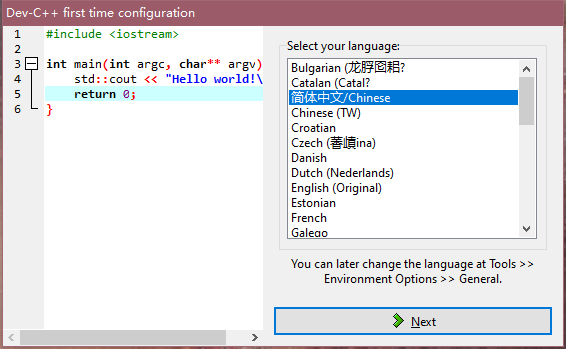 Dev-C++ first time configuration
1 #include <iostream>
2
3 int main(int argc, char** argv)
4 std::cout << "Hello world!\
5 return 0;
6 }
Select your language:
Bulgarian (龙脬囵耜?
Catalan (Catal?
简体中文/Chinese
Chinese (TW)
Croatian
Czech (萫嶞ina)
Danish
Dutch (Nederlands)
English (Original)
Estonian
French
Galego
You can later change the language at Tools >>
Environment Options >> General.
Next